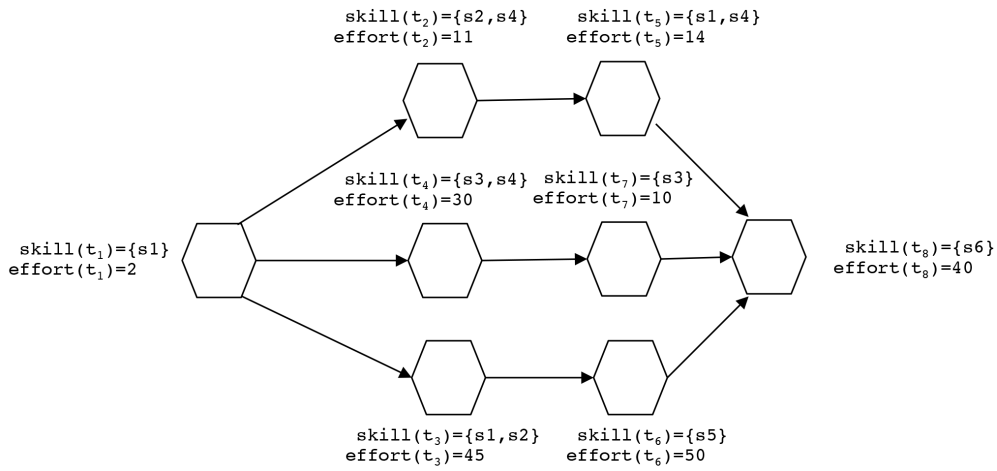 skill(t₂)={s2,s4}
effort(t₂)=11
skill(t₅)={s1,s4}
effort(t₅)=14
skill(t₄)={s3,s4}
effort(t₄)=30
skill(t₇)={s3}
effort(t₇)=10
skill(t₁)={s1}
effort(t₁)=2
skill(t₈)={s6}
effort(t₈)=40
skill(t₃)={s1,s2}
effort(t₃)=45
skill(t₆)={s5}
effort(t₆)=50